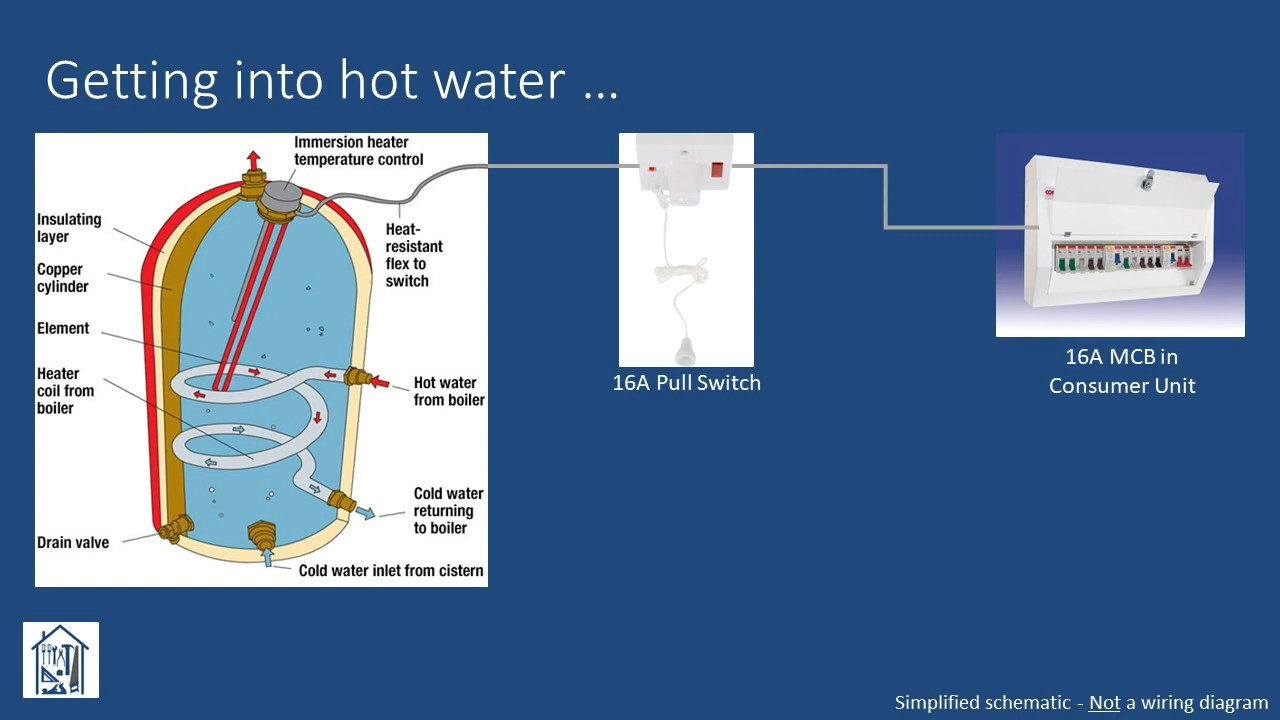 Getting into hot water ...
Immersion heater
temperature control
Insulating
layer
Copper
cylinder
Element
Heater
coil from
boiler
Drain valve
Heat-
resistant
flex to
switch
Hot water
from boiler
Cold water
returning
to boiler
Cold water inlet from cistern
16A Pull Switch
16A MCB in
Consumer Unit
Simplified schematic - Not a wiring diagram